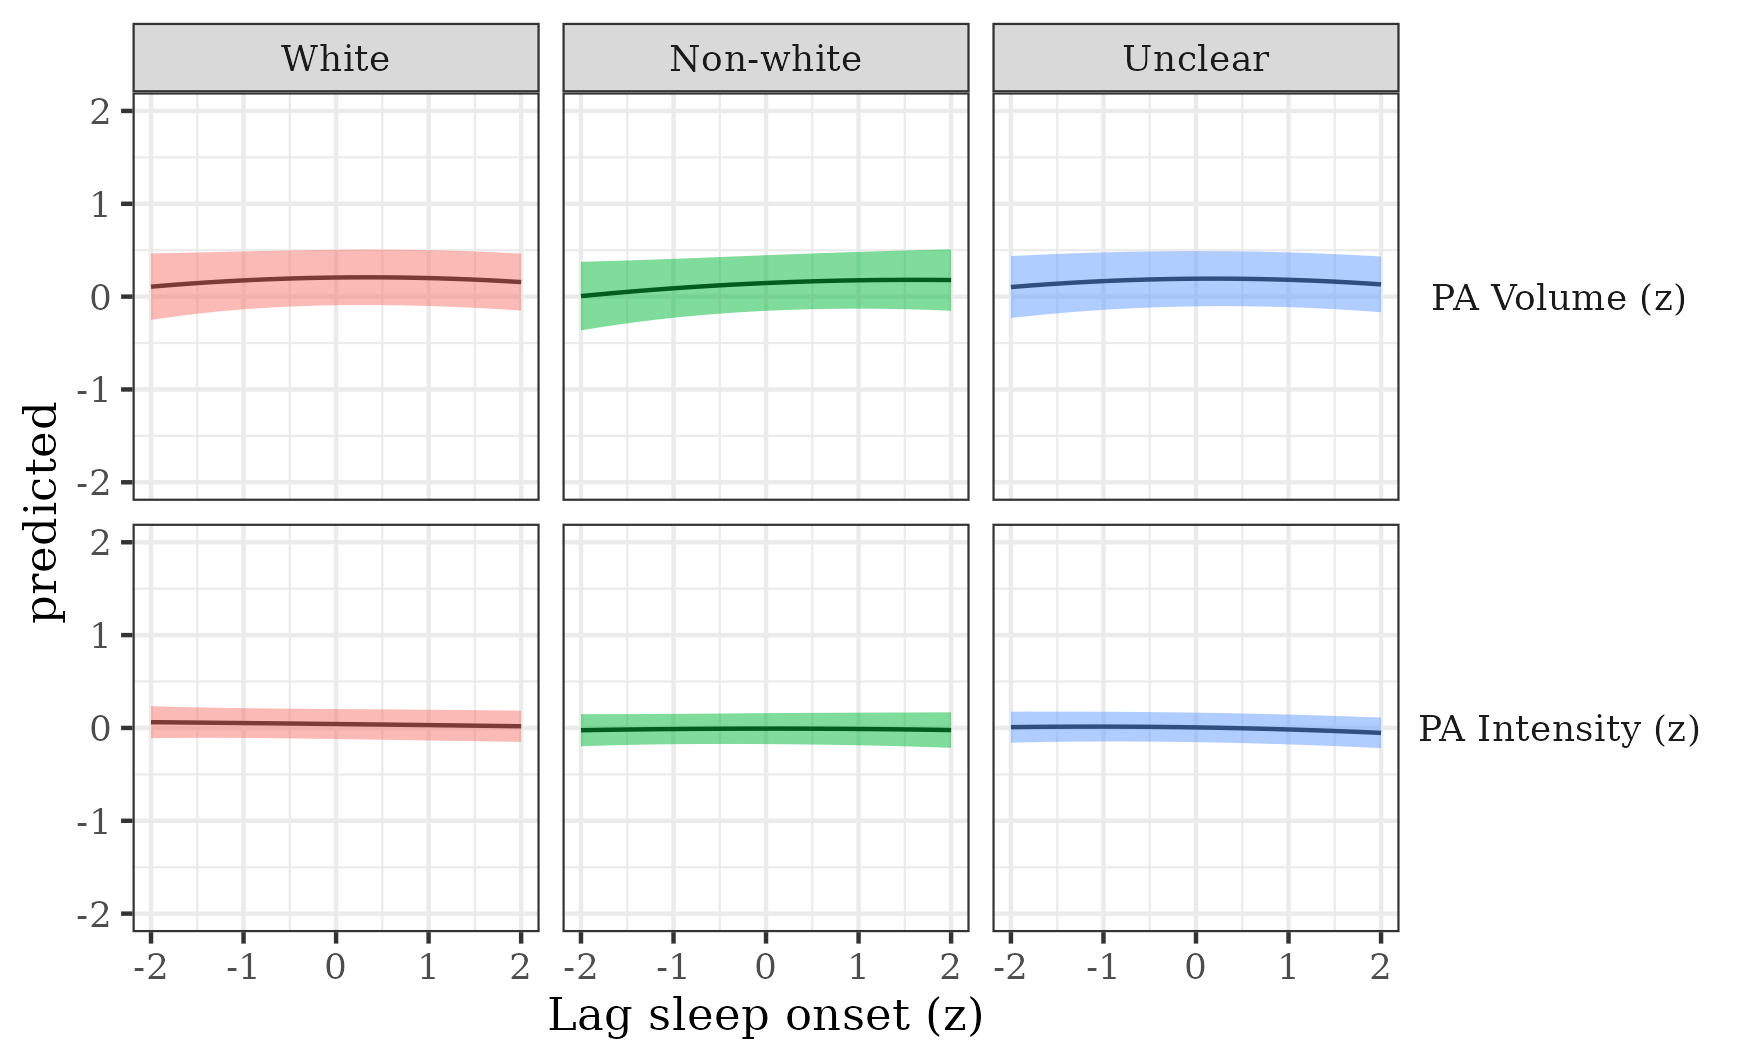 White Non-white Unclear
2
1
0
-1
-2
PA Volume (z)
predicted
2
1
0
-1
-2
PA Intensity (z)
-2 -1 0 1 2 -2 -1 0 1 2 -2 -1 0 1 2
Lag sleep onset (z)